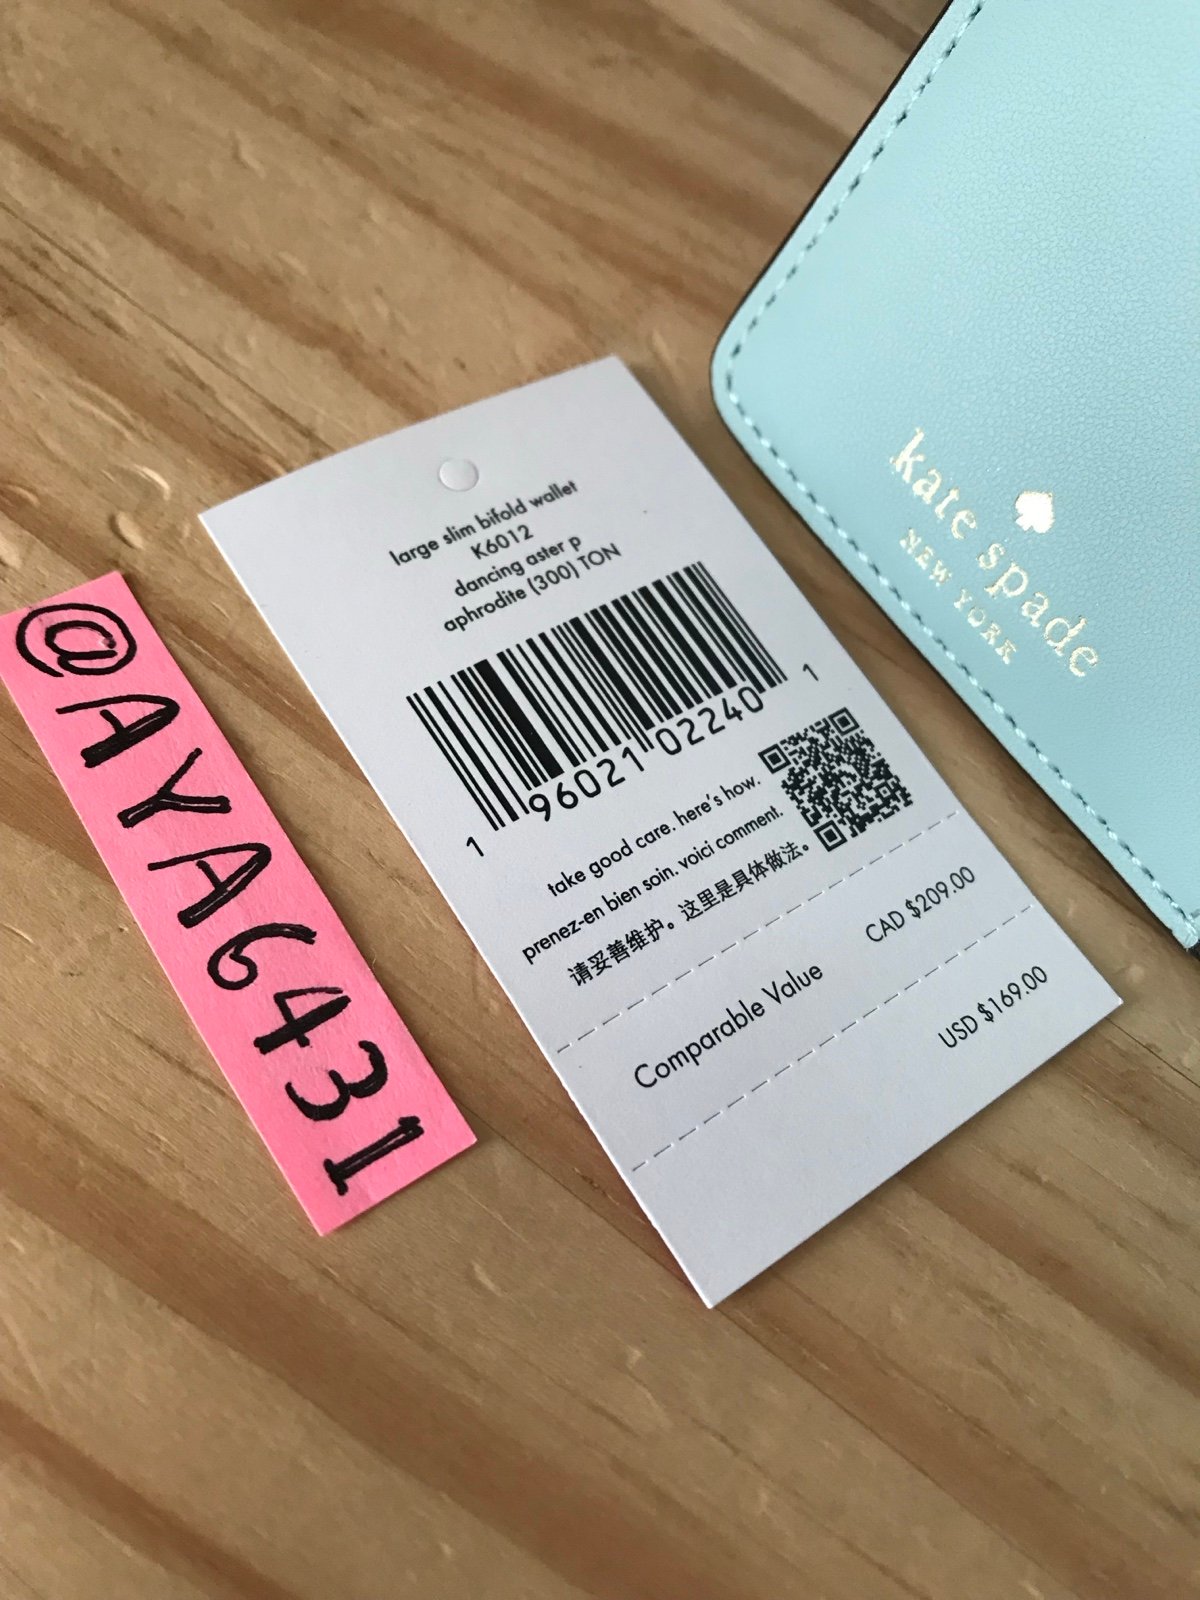 @AYA6431
large slim bifold wallet
K6012
dancing aster p
aphrodite (300) TON
1 96021 02240 1
take good care. here's how.
prenez-en bien soin. voici comment.
请妥善维护。这里是具体做法。
CAD $209.00
Comparable Value
USD $169.00
kate spade
NEW YORK